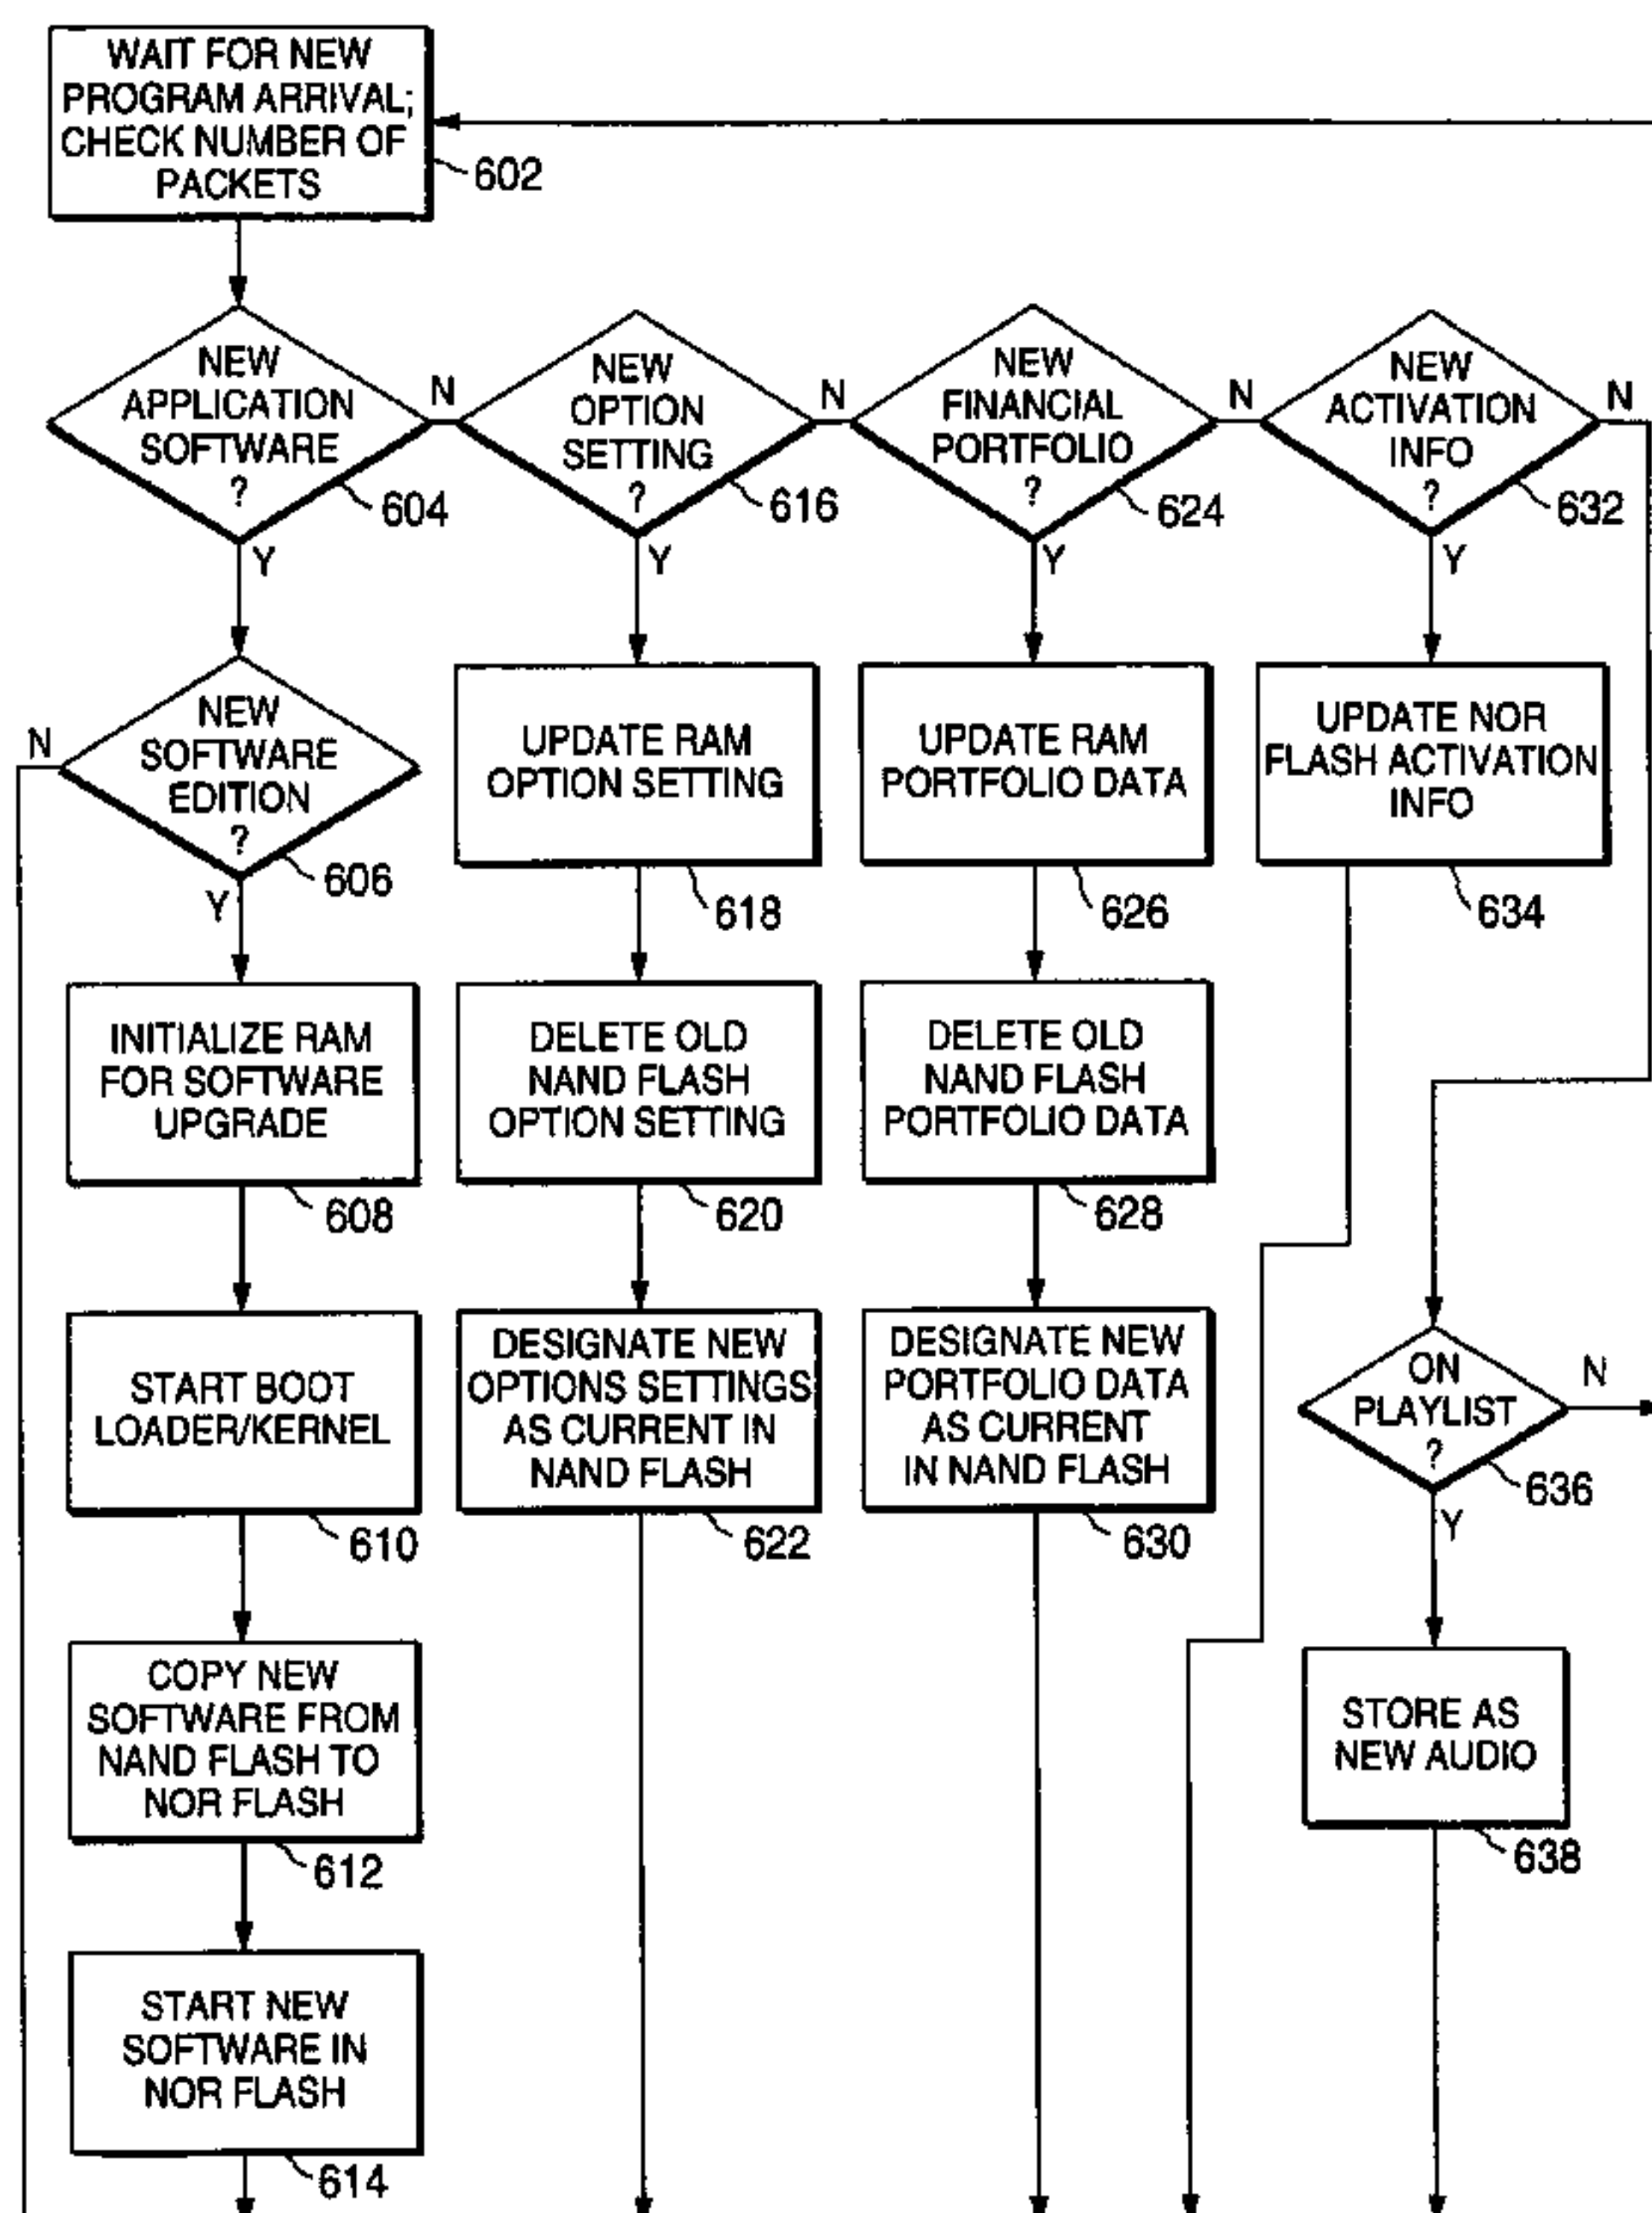 WAIT FOR NEW
PROGRAM ARRIVAL;
CHECK NUMBER OF
PACKETS
602
NEW
APPLICATION
SOFTWARE
?
604
N
Y
NEW
OPTION
SETTING
?
616
N
Y
NEW
FINANCIAL
PORTFOLIO
?
624
N
Y
NEW
ACTIVATION
INFO
?
632
N
Y
NEW
SOFTWARE
EDITION
?
606
N
Y
UPDATE RAM
OPTION SETTING
618
UPDATE RAM
PORTFOLIO DATA
626
UPDATE NOR
FLASH ACTIVATION
INFO
634
INITIALIZE RAM
FOR SOFTWARE
UPGRADE
608
DELETE OLD
NAND FLASH
OPTION SETTING
620
DELETE OLD
NAND FLASH
PORTFOLIO DATA
628
START BOOT
LOADER/KERNEL
610
DESIGNATE NEW
OPTIONS SETTINGS
AS CURRENT IN
NAND FLASH
622
DESIGNATE NEW
PORTFOLIO DATA
AS CURRENT
IN NAND FLASH
630
ON
PLAYLIST
?
636
N
Y
COPY NEW
SOFTWARE FROM
NAND FLASH TO
NOR FLASH
612
STORE AS
NEW AUDIO
638
START NEW
SOFTWARE IN
NOR FLASH
614